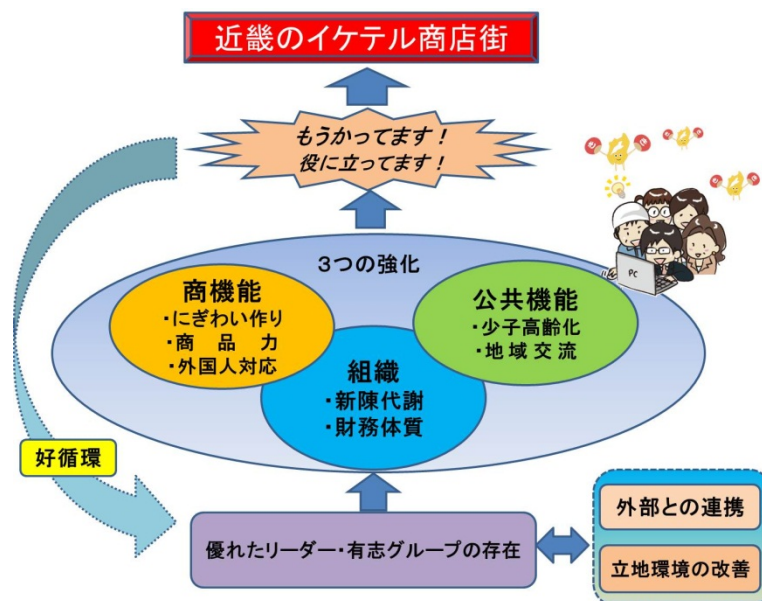 近畿のイケテル商店街
もうかってます！
役に立ってます！
3つの強化
商機能
・にぎわい作り
・商　品　力
・外国人対応
公共機能
・少子高齢化
・地域交流
組織
・新陳代謝
・財務体質
PC
好循環
優れたリーダー・有志グループの存在
外部との連携
立地環境の改善